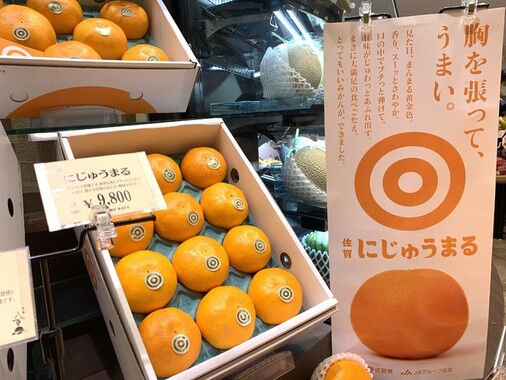 にじゅうまる
¥9,800
胸を張って、
うまい。
見た目、まんまる黄金色。
香り、スーッとさわやか。
口の中でプチっと弾けて、
甘味がじゅわっとあふれ出す。
まさに大満足の食べごたえ。
とってもいいみかんが、できました。
佐賀 にじゅうまる
JAグループ佐賀